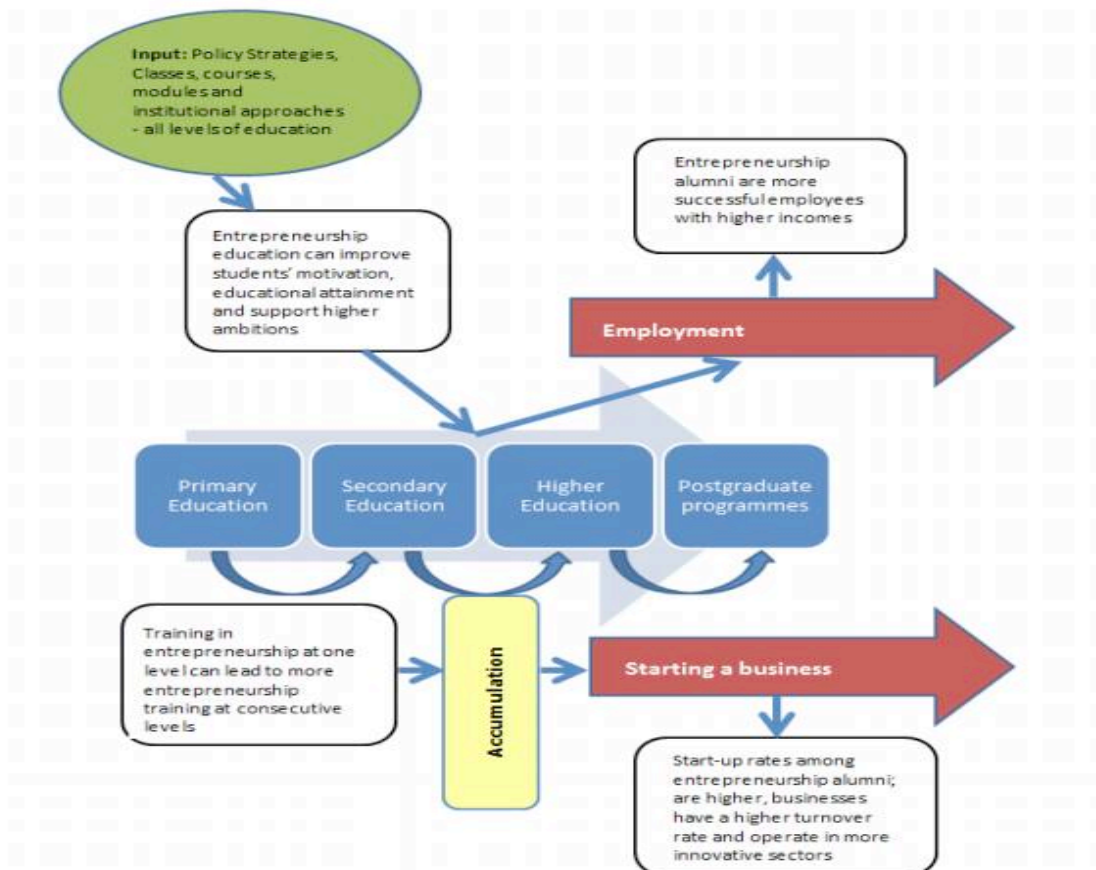 Input: Policy Strategies,
Classes, courses,
modules and
institutional approaches
- all levels of education
Entrepreneurship
alumni are more
successful employees
with higher incomes
Entrepreneurship
education can improve
students’ motivation,
educational attainment
and support higher
ambitions
Employment
Primary
Education
Secondary
Education
Higher
Education
Postgraduate
programmes
Training in
entrepreneurship at one
level can lead to more
entrepreneurship
training at consecutive
levels
Accumulation
Starting a business
Start-up rates among
entrepreneurship alumni;
are higher, businesses
have a higher turnover
rate and operate in more
innovative sectors